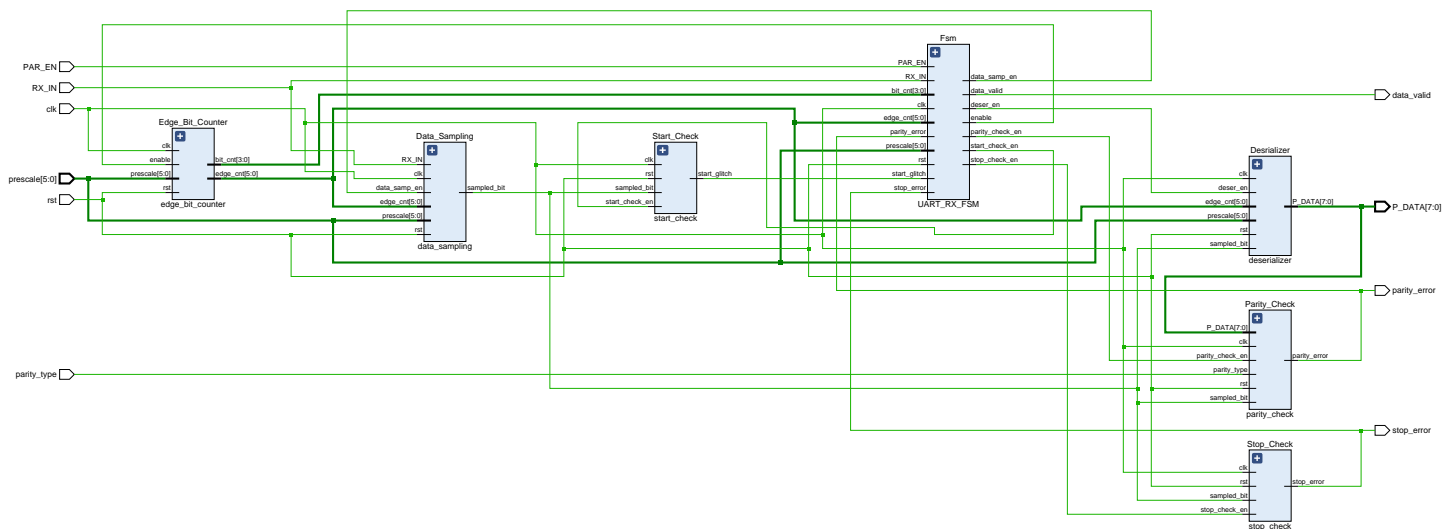 PAR_EN
RX_IN
clk
prescale[5:0]
rst
parity_type
Edge_Bit_Counter
clk
enable
prescale[5:0]
rst
bit_cnt[3:0]
edge_cnt[5:0]
edge_bit_counter
Data_Sampling
RX_IN
clk
data_samp_en
edge_cnt[5:0]
prescale[5:0]
rst
sampled_bit
data_sampling
Start_Check
clk
rst
sampled_bit
start_check_en
start_glitch
start_check
Fsm
PAR_EN
RX_IN
bit_cnt[3:0]
clk
edge_cnt[5:0]
parity_error
prescale[5:0]
rst
start_glitch
stop_error
data_samp_en
data_valid
deser_en
enable
parity_check_en
start_check_en
stop_check_en
UART_RX_FSM
Desrializer
clk
deser_en
edge_cnt[5:0]
prescale[5:0]
rst
sampled_bit
P_DATA[7:0]
deserializer
Parity_Check
P_DATA[7:0]
clk
parity_check_en
parity_type
rst
sampled_bit
parity_error
parity_check
Stop_Check
clk
rst
sampled_bit
stop_check_en
stop_error
stop_check
data_valid
P_DATA[7:0]
parity_error
stop_error